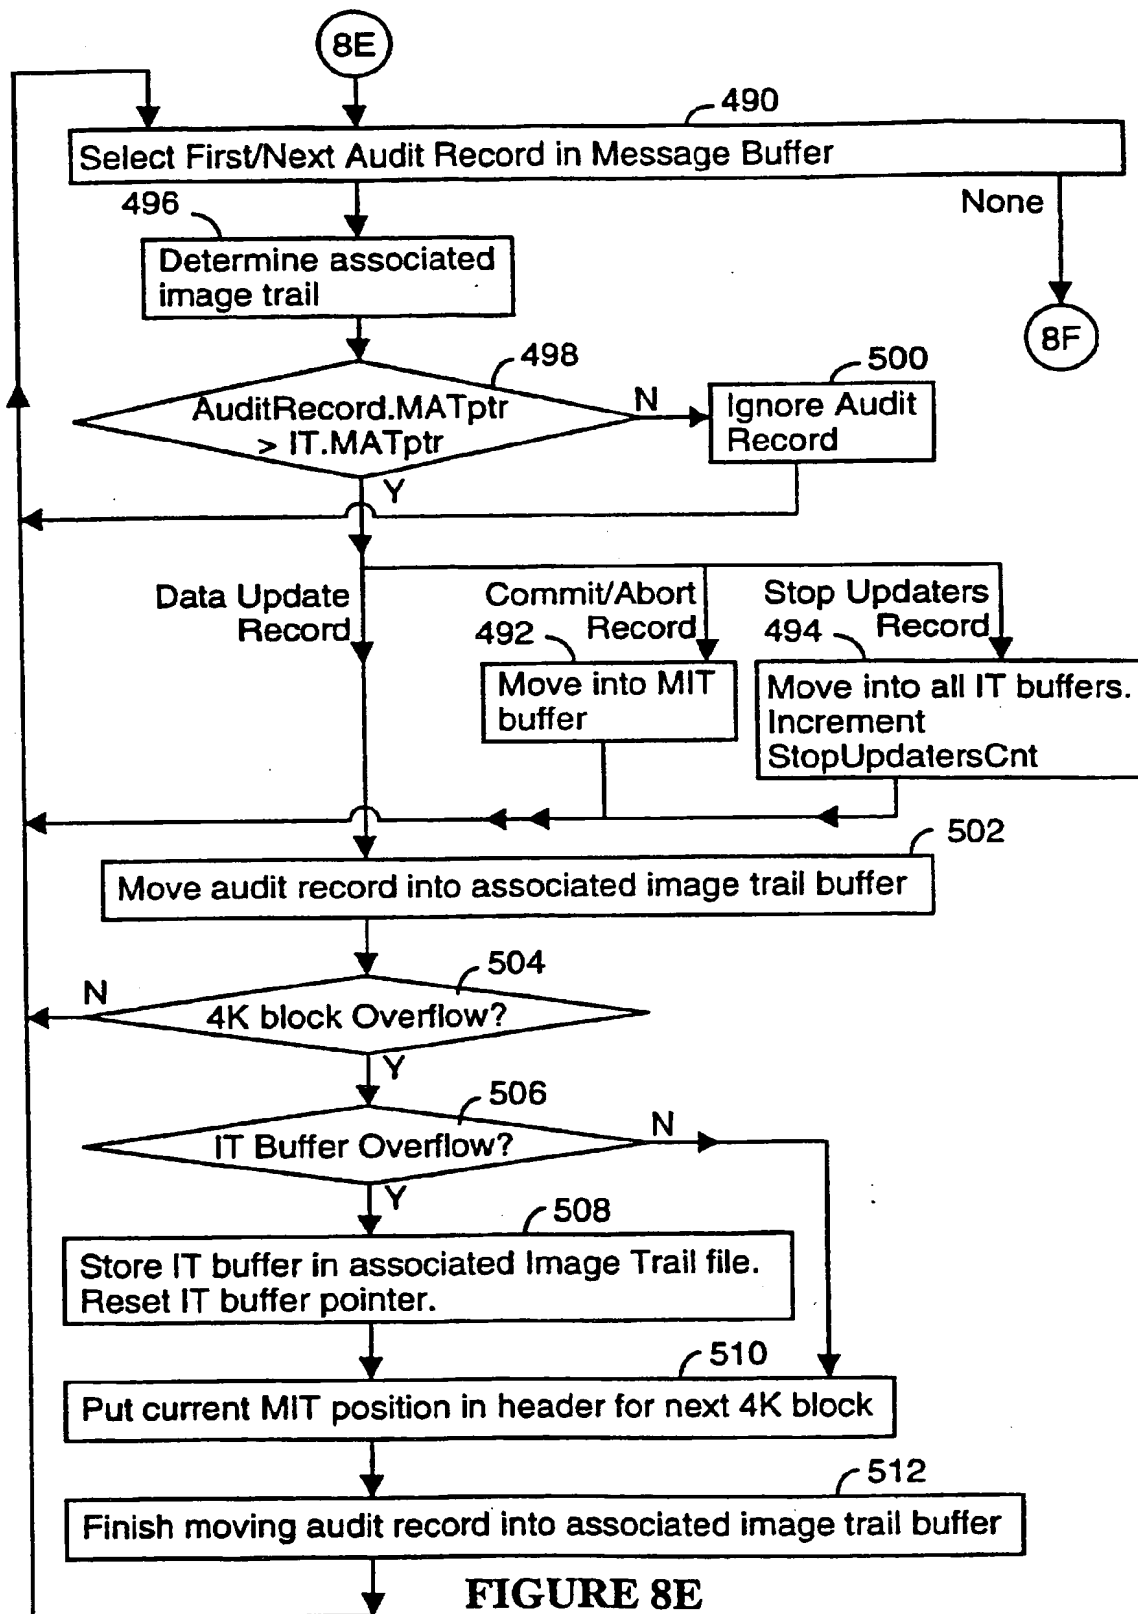 8E
490
Select First/Next Audit Record in Message Buffer
None
496
Determine associated
image trail
8F
498
AuditRecord.MATptr
> IT.MATptr
N
500
Ignore Audit
Record
Y
Data Update
Record
Commit/Abort
Record
492
Move into MIT
buffer
Stop Updaters
Record
494
Move into all IT buffers.
Increment
StopUpdatersCnt
502
Move audit record into associated image trail buffer
504
N
4K block Overflow?
Y
506
IT Buffer Overflow?
N
Y
508
Store IT buffer in associated Image Trail file.
Reset IT buffer pointer.
510
Put current MIT position in header for next 4K block
512
Finish moving audit record into associated image trail buffer
FIGURE 8E